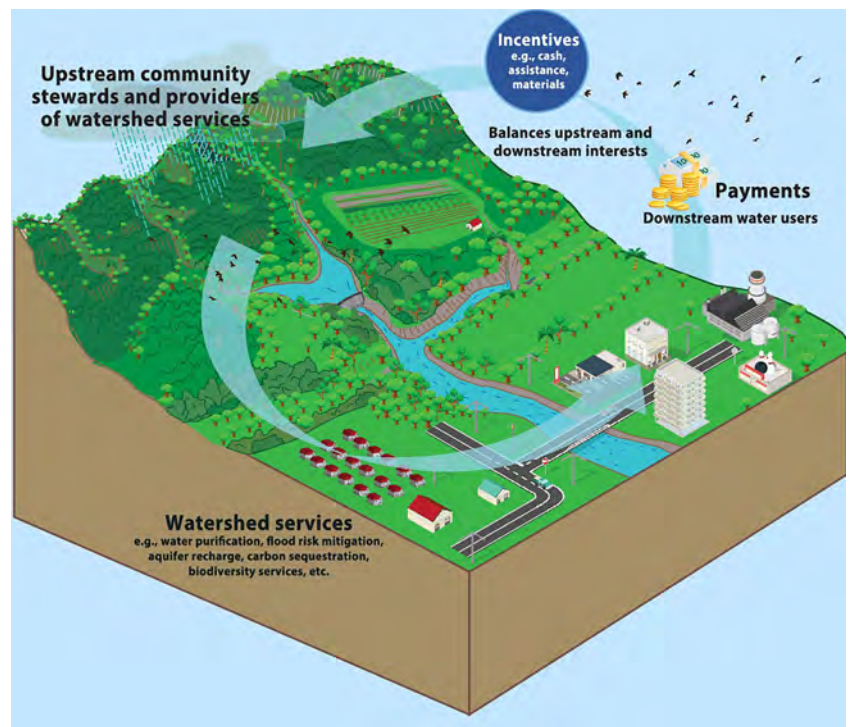 Upstream community
stewards and providers
of watershed services
Incentives
e.g., cash,
assistance,
materials
Balances upstream and
downstream interests
Payments
Downstream water users
Watershed services
e.g., water purification, flood risk mitigation,
aquifer recharge, carbon sequestration,
biodiversity services, etc.